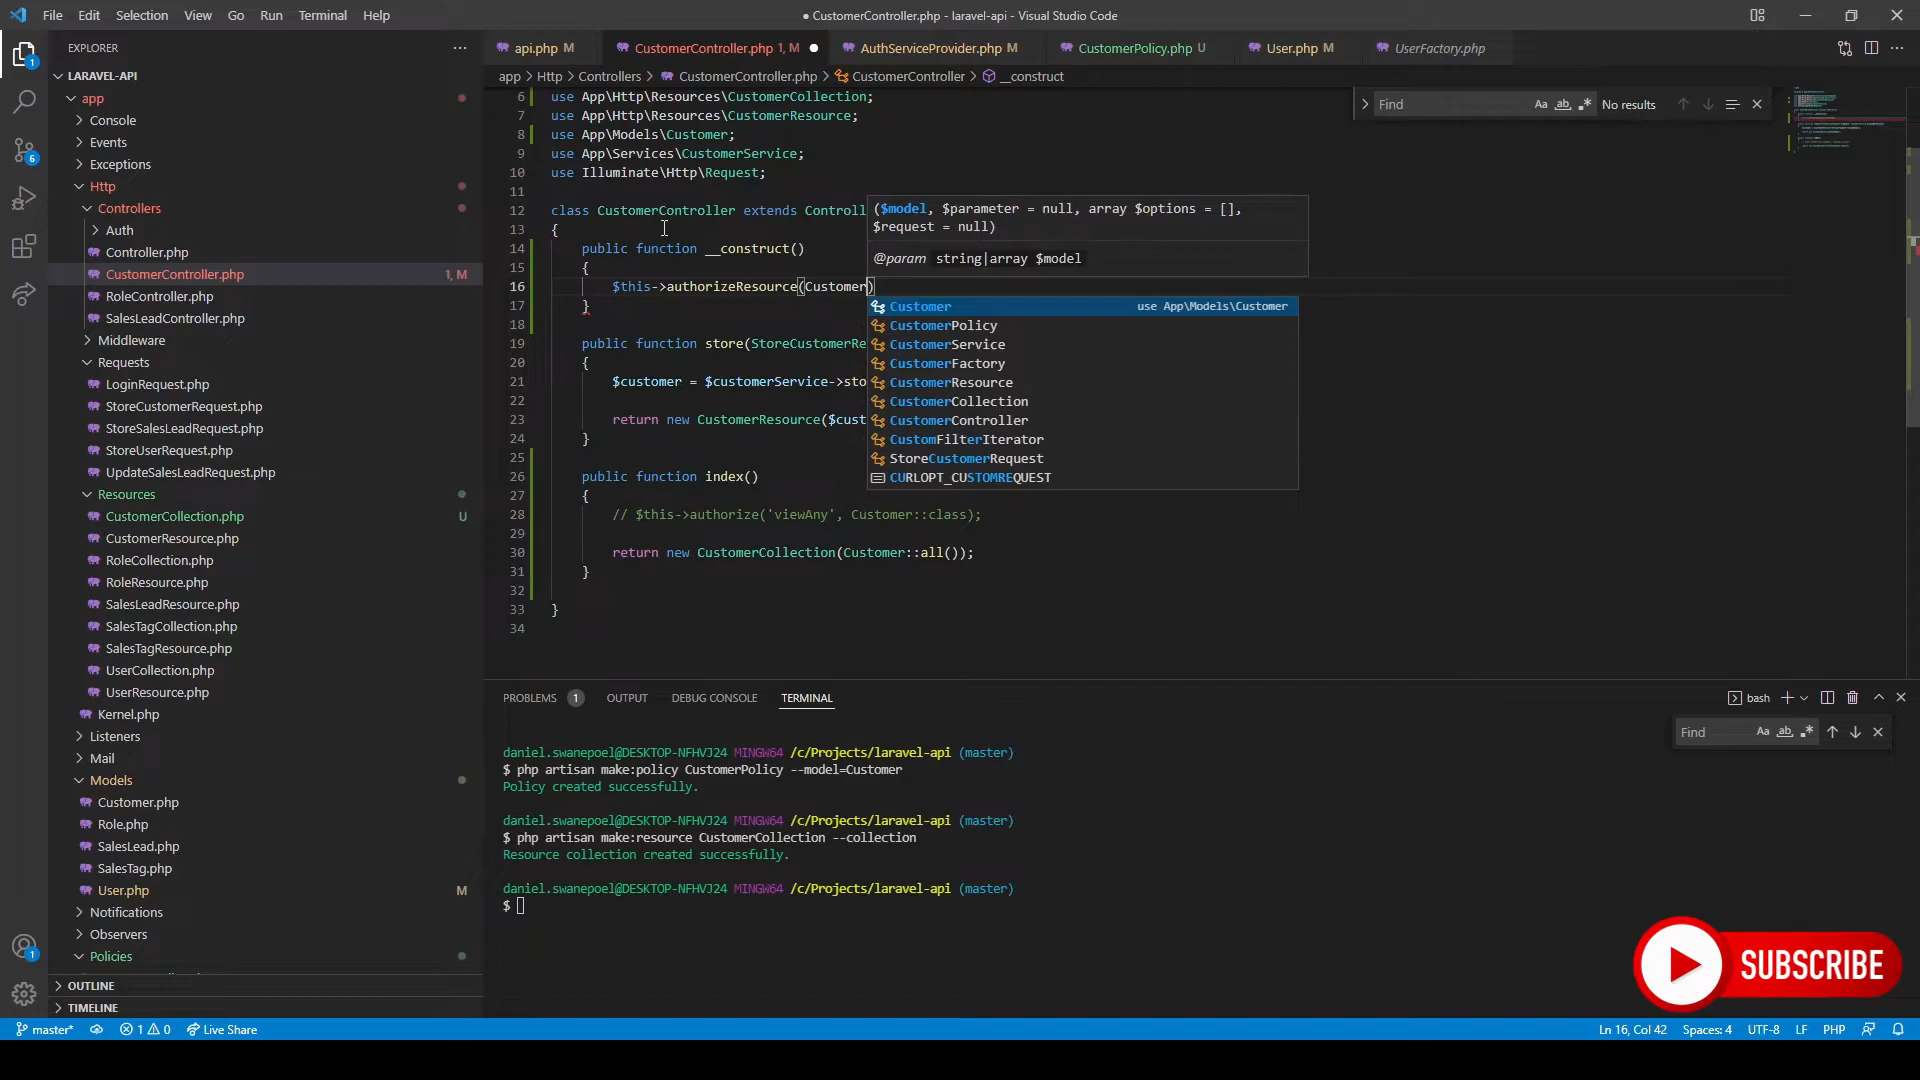 File Edit Selection View Go Run Terminal Help
● CustomerController.php - laravel-api - Visual Studio Code
EXPLORER
LARAVEL-API
app
Console
Events
Exceptions
Http
Controllers
Auth
Controller.php
CustomerController.php 1, M
RoleController.php
SalesLeadController.php
Middleware
Requests
LoginRequest.php
StoreCustomerRequest.php
StoreSalesLeadRequest.php
StoreUserRequest.php
UpdateSalesLeadRequest.php
Resources
CustomerCollection.php U
CustomerResource.php
RoleCollection.php
RoleResource.php
SalesLeadResource.php
SalesTagCollection.php
SalesTagResource.php
UserCollection.php
UserResource.php
Kernel.php
Listeners
Mail
Models
Customer.php
Role.php
SalesLead.php
SalesTag.php
User.php M
Notifications
Observers
Policies
OUTLINE
TIMELINE
1
6
1
api.php M CustomerController.php 1, M AuthServiceProvider.php M CustomerPolicy.php U User.php M UserFactory.php
app > Http > Controllers > CustomerController.php > CustomerController > __construct
Find Aa ab No results
6 use App\Http\Resources\CustomerCollection;
7 use App\Http\Resources\CustomerResource;
8 use App\Models\Customer;
9 use App\Services\CustomerService;
10 use Illuminate\Http\Request;
11
12 class CustomerController extends Controll
13 {
14 public function __construct()
15 {
16 $this->authorizeResource(Customer)
17 }
18
19 public function store(StoreCustomerRe
20 {
21 $customer = $customerService->sto
22
23 return new CustomerResource($cust
24 }
25
26 public function index()
27 {
28 // $this->authorize('viewAny', Customer::class);
29
30 return new CustomerCollection(Customer::all());
31 }
32
33 }
34
($model, $parameter = null, array $options = [],
$request = null)
@param string|array $model
Customer use App\Models\Customer
CustomerPolicy
CustomerService
CustomerFactory
CustomerResource
CustomerCollection
CustomerController
CustomFilterIterator
StoreCustomerRequest
CURLOPT_CUSTOMREQUEST
PROBLEMS 1 OUTPUT DEBUG CONSOLE TERMINAL
bash
Find Aa ab
daniel.swanepoel@DESKTOP-NFHVJ24 MINGW64 /c/Projects/laravel-api (master)
$ php artisan make:policy CustomerPolicy --model=Customer
Policy created successfully.
daniel.swanepoel@DESKTOP-NFHVJ24 MINGW64 /c/Projects/laravel-api (master)
$ php artisan make:resource CustomerCollection --collection
Resource collection created successfully.
daniel.swanepoel@DESKTOP-NFHVJ24 MINGW64 /c/Projects/laravel-api (master)
$
SUBSCRIBE
master* 1 0 Live Share
Ln 16, Col 42 Spaces: 4 UTF-8 LF PHP